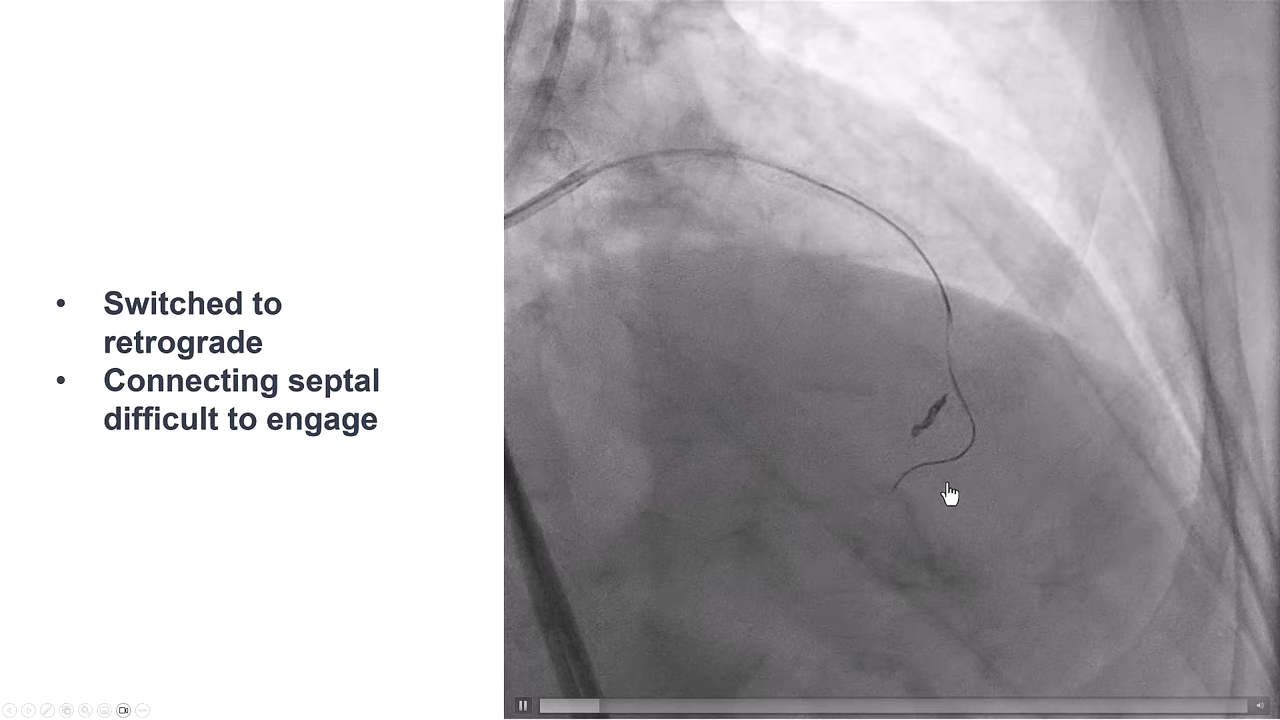 • Switched to
retrograde
• Connecting septal
difficult to engage